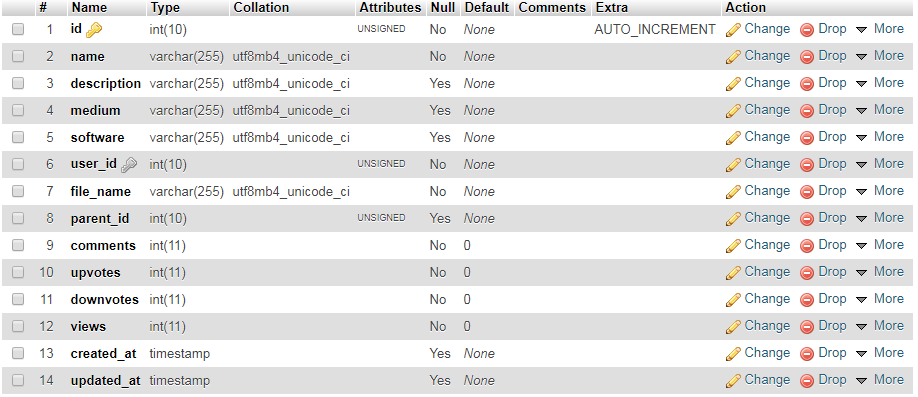 # Name Type Collation Attributes Null Default Comments Extra Action
1 id int(10) UNSIGNED No None AUTO_INCREMENT Change Drop More
2 name varchar(255) utf8mb4_unicode_ci No None Change Drop More
3 description varchar(255) utf8mb4_unicode_ci Yes None Change Drop More
4 medium varchar(255) utf8mb4_unicode_ci Yes None Change Drop More
5 software varchar(255) utf8mb4_unicode_ci Yes None Change Drop More
6 user_id int(10) UNSIGNED No None Change Drop More
7 file_name varchar(255) utf8mb4_unicode_ci No None Change Drop More
8 parent_id int(10) UNSIGNED Yes None Change Drop More
9 comments int(11) No 0 Change Drop More
10 upvotes int(11) No 0 Change Drop More
11 downvotes int(11) No 0 Change Drop More
12 views int(11) No 0 Change Drop More
13 created_at timestamp Yes None Change Drop More
14 updated_at timestamp Yes None Change Drop More